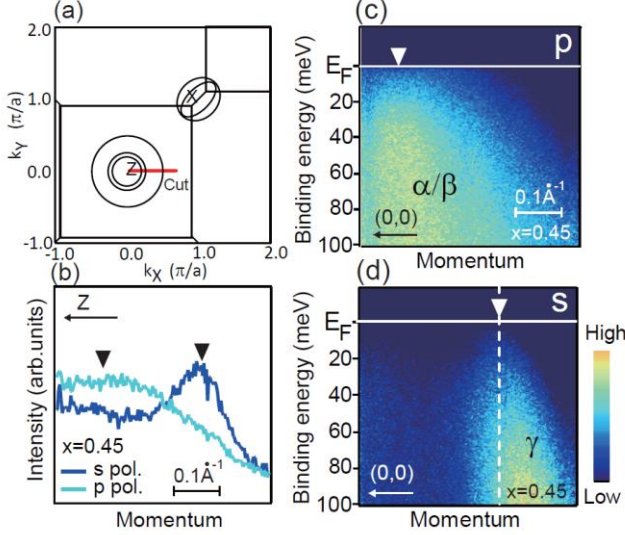 (a)
2.0
1.0
0.0
-1.0
k_Y (π/a)
X
Z
Cut
-1.0 0.0 1.0 2.0
k_X (π/a)
(b)
Z
Intensity (arb.units)
x=0.45
s pol.
p pol.
0.1Å⁻¹
Momentum
(c)
p
Binding energy (meV)
E_F
20
40
60
80
100
α/β
0.1Å⁻¹
(0,0)
x=0.45
Momentum
(d)
s
Binding energy (meV)
E_F
20
40
60
80
100
γ
(0,0)
x=0.45
Momentum
High
Low